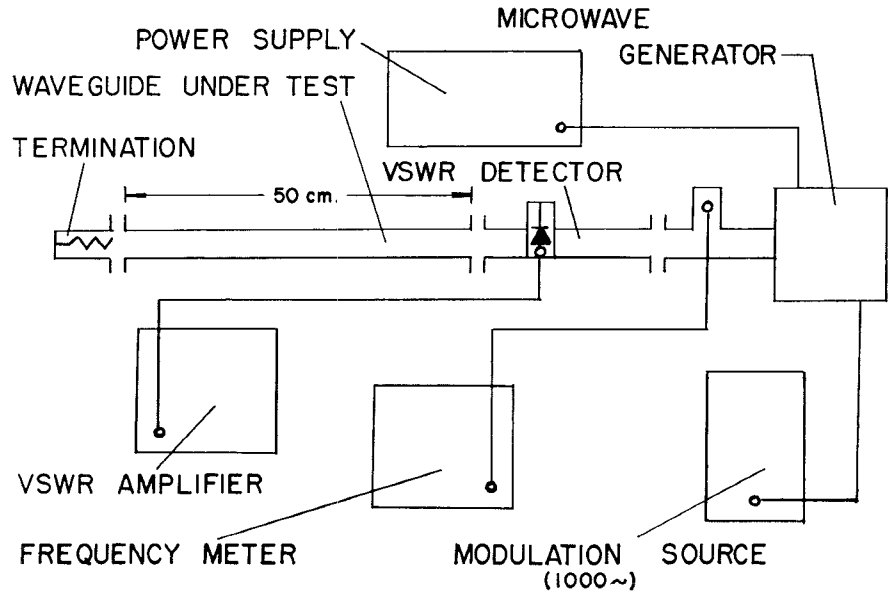 MICROWAVE
GENERATOR
POWER SUPPLY
WAVEGUIDE UNDER TEST
TERMINATION
VSWR DETECTOR
50 cm.
VSWR AMPLIFIER
FREQUENCY METER
MODULATION SOURCE
(1000~)